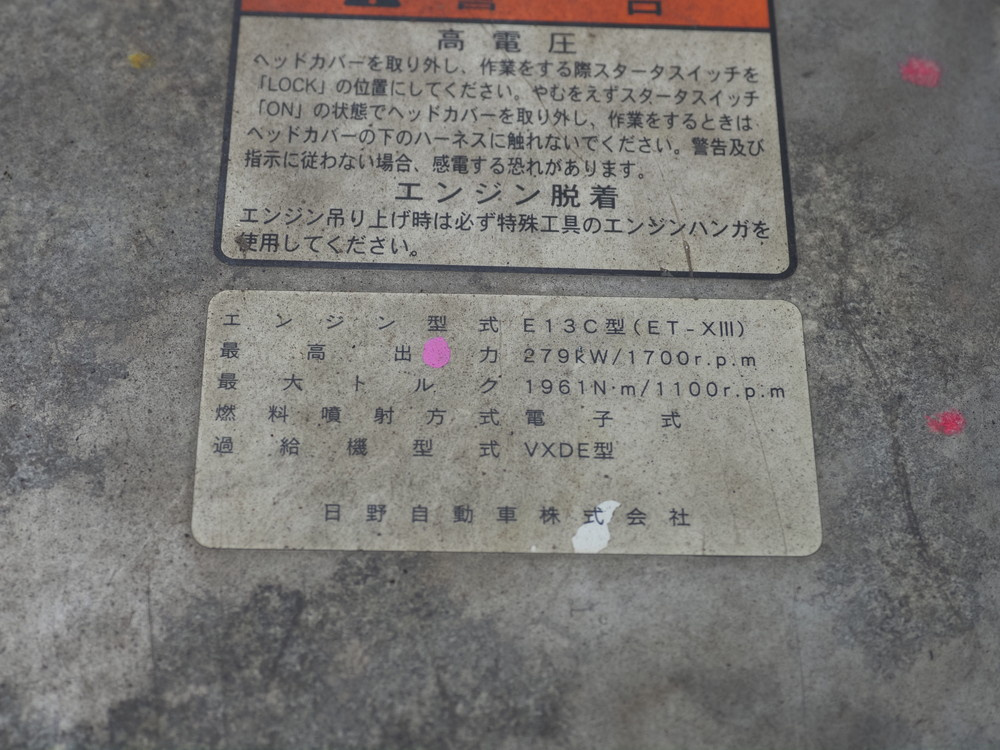 警告
高電圧
ヘッドカバーを取り外し、作業をする際スタータスイッチを
「LOCK」の位置にしてください。やむをえずスタータスイッチ
「ON」の状態でヘッドカバーを取り外し、作業をするときは
ヘッドカバーの下のハーネスに触れないでください。警告及び
指示に従わない場合、感電する恐れがあります。
エンジン脱着
エンジン吊り上げ時は必ず特殊工具のエンジンハンガを
使用してください。
エンジン型式 E13C型(ET-XⅢ)
最高出力 279kW/1700r.p.m
最大トルク 1961N·m/1100r.p.m
燃料噴射方式 電子式
過給機型式 VXDE型
日野自動車株式会社